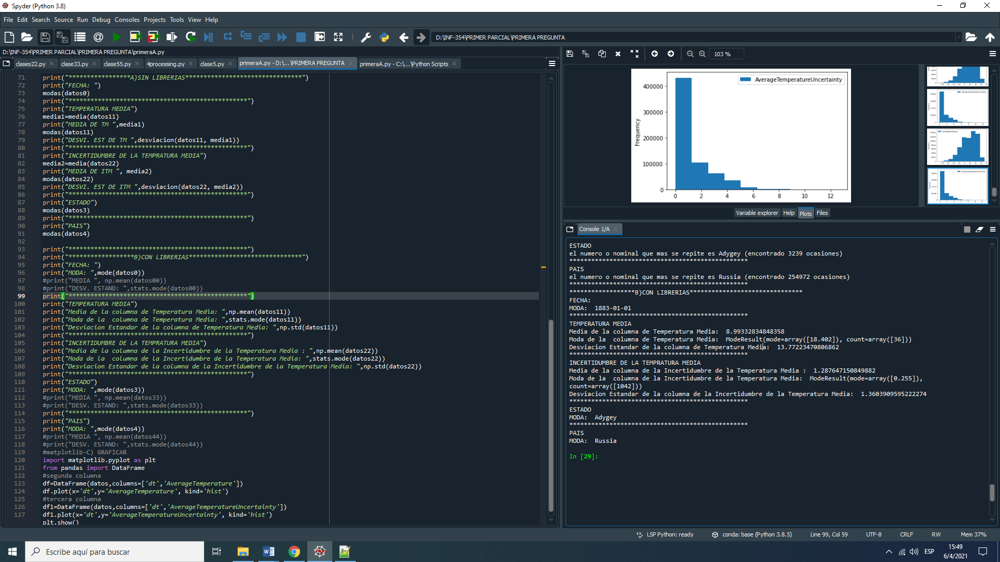 Spyder (Python 3.8)
File Edit Search Source Run Debug Consoles Projects Tools View Help
D:\INF-354\PRIMER PARCIAL\PRIMERA PREGUNTA
D:\INF-354\PRIMER PARCIAL\PRIMERA PREGUNTA\primeraA.py
clases22.py clase33.py clase55.py 4processing.py clase5.py primeraA.py - D:\...\PRIMERA PREGUNTA primeraA.py - C:\...\Python Scripts
71 print("*****************A)SIN LIBRERIAS********************************")
72 print("FECHA: ")
73 modas(datos0)
74 print("*************************************************")
75 print("TEMPERATURA MEDIA")
76 media1=media(datos11)
77 print("MEDIA DE TM ",media1)
78 modas(datos11)
79 print("DESVI. EST DE TM ",desviacion(datos11, media1))
80 print("*************************************************")
81 print("INCERTIDUMBRE DE LA TEMPRATURA MEDIA")
82 media2=media(datos22)
83 print("MEDIA DE ITM ", media2)
84 modas(datos22)
85 print("DESVI. EST DE ITM ",desviacion(datos22, media2))
86 print("*************************************************")
87 print("ESTADO")
88 modas(datos3)
89 print("*************************************************")
90 print("PAIS")
91 modas(datos4)
92
93 print("*************************************************")
94 print("******************B)CON LIBRERIAS*******************************")
95 print("FECHA: ")
96 print("MODA: ",mode(datos0))
97 #print("MEDIA ", np.mean(datos00))
98 #print("DESV. ESTAND: ",stats.mode(datos00))
99 print("*************************************************")
100 print("TEMPERATURA MEDIA")
101 print("Media de la columna de Temperatura Media: ",np.mean(datos11))
102 print("Moda de la  columna de Temperatura Media: ",stats.mode(datos11))
103 print("Desviacion Estandar de la columna de Temperatura Media: ",np.std(datos11))
104 print("*************************************************")
105 print("INCERTIDUMBRE DE LA TEMPRATURA MEDIA")
106 print("Media de la columna de la Incertidumbre de la Temperatura Media : ",np.mean(datos22))
107 print("Moda de la  columna de la Incertidumbre de la Temperatura Media: ",stats.mode(datos22))
108 print("Desviacion Estandar de la columna de la Incertidumbre de la Temperatura Media: ",np.std(datos22))
109 print("*************************************************")
110 print("ESTADO")
111 print("MODA: ",mode(datos3))
112 #print("MEDIA ", np.mean(datos33))
113 #print("DESV. ESTAND: ",stats.mode(datos33))
114 print("*************************************************")
115 print("PAIS")
116 print("MODA: ",mode(datos4))
117 #print("MEDIA ", np.mean(datos44))
118 #print("DESV. ESTAND: ",stats.mode(datos44))
119 #matplotlib-C) GRAFICAR
120 import matplotlib.pyplot as plt
121 from pandas import DataFrame
122 #segunda columna
123 df=DataFrame(datos,columns=['dt','AverageTemperature'])
124 df.plot(x='dt',y='AverageTemperature', kind='hist')
125 #tercera columna
126 df1=DataFrame(datos,columns=['dt','AverageTemperatureUncertainty'])
127 df1.plot(x='dt',y='AverageTemperatureUncertainty', kind='hist')
plt.show()
103 %
AverageTemperatureUncertainty
Frequency
400000
300000
200000
100000
0
0 2 4 6 8 10 12
Variable explorer Help Plots Files
Console 1/A
ESTADO
el numero o nominal que mas se repite es Adygey (encontrado 3239 ocasiones)
*************************************************
PAIS
el numero o nominal que mas se repite es Russia (encontrado 254972 ocasiones)
*************************************************
******************B)CON LIBRERIAS*******************************
FECHA:
MODA:  1883-01-01
*************************************************
TEMPERATURA MEDIA
Media de la columna de Temperatura Media:  8.99332834848358
Moda de la  columna de Temperatura Media:  ModeResult(mode=array([18.402]), count=array([36]))
Desviacion Estandar de la columna de Temperatura Media:  13.77223470806862
*************************************************
INCERTIDUMBRE DE LA TEMPRATURA MEDIA
Media de la columna de la Incertidumbre de la Temperatura Media :  1.287647150849882
Moda de la  columna de la Incertidumbre de la Temperatura Media:  ModeResult(mode=array([0.255]),
count=array([1042]))
Desviacion Estandar de la columna de la Incertidumbre de la Temperatura Media:  1.3603909595222274
*************************************************
ESTADO
MODA:  Adygey
*************************************************
PAIS
MODA:  Russia
In [29]:
LSP Python: ready conda: base (Python 3.8.5) Line 99, Col 59 UTF-8 CRLF RW Mem 37%
Escribe aquí para buscar
ESP
15:49
6/4/2021